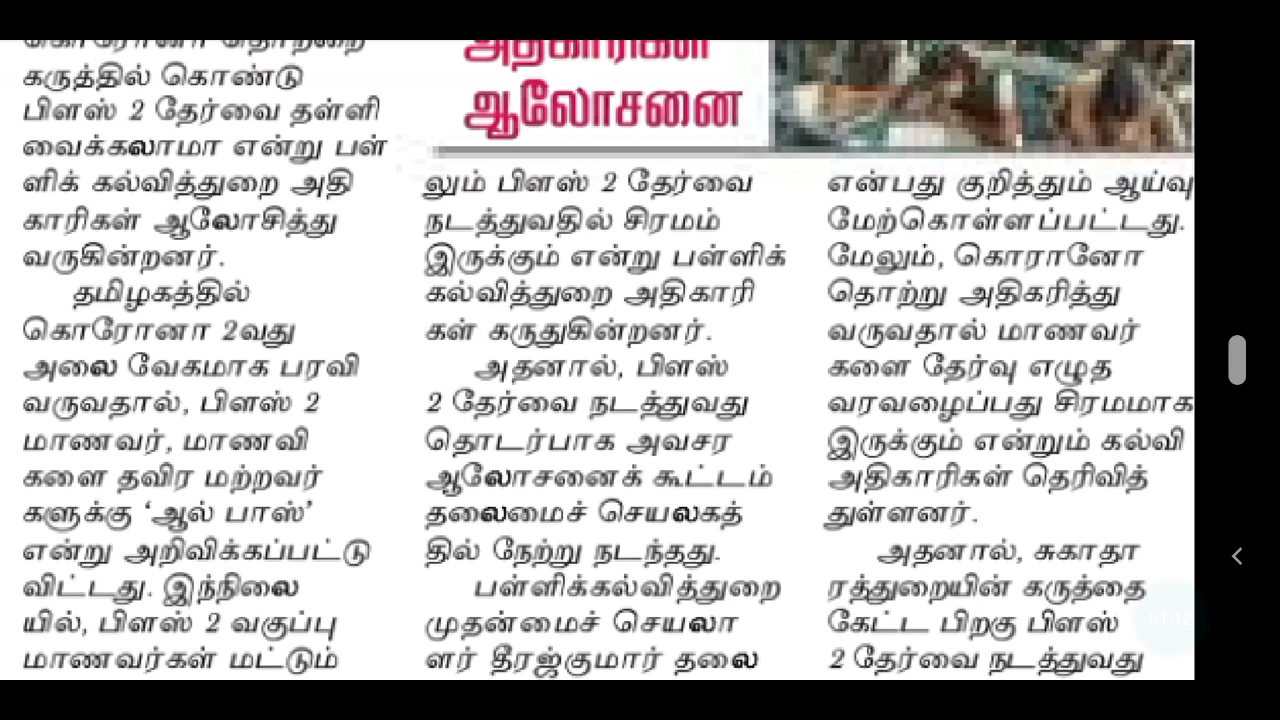 கொரோனா தொற்றை
கருத்தில் கொண்டு
பிளஸ் 2 தேர்வை தள்ளி
வைக்கலாமா என்று பள்
ளிக் கல்வித்துறை அதி
காரிகள் ஆலோசித்து
வருகின்றனர்.
தமிழகத்தில்
கொரோனா 2வது
அலை வேகமாக பரவி
வருவதால், பிளஸ் 2
மாணவர், மாணவி
களை தவிர மற்றவர்
களுக்கு ‘ஆல் பாஸ்’
என்று அறிவிக்கப்பட்டு
விட்டது. இந்நிலை
யில், பிளஸ் 2 வகுப்பு
மாணவர்கள் மட்டும்
அதிகாரிகள்
ஆலோசனை
லும் பிளஸ் 2 தேர்வை
நடத்துவதில் சிரமம்
இருக்கும் என்று பள்ளிக்
கல்வித்துறை அதிகாரி
கள் கருதுகின்றனர்.
அதனால், பிளஸ்
2 தேர்வை நடத்துவது
தொடர்பாக அவசர
ஆலோசனைக் கூட்டம்
தலைமைச் செயலகத்
தில் நேற்று நடந்தது.
பள்ளிக்கல்வித்துறை
முதன்மைச் செயலா
ளர் தீரஜ்குமார் தலை
என்பது குறித்தும் ஆய்வு
மேற்கொள்ளப்பட்டது.
மேலும், கொரானோ
தொற்று அதிகரித்து
வருவதால் மாணவர்
களை தேர்வு எழுத
வரவழைப்பது சிரமமாக
இருக்கும் என்றும் கல்வி
அதிகாரிகள் தெரிவித்
துள்ளனர்.
அதனால், சுகாதா
ரத்துறையின் கருத்தை
கேட்ட பிறகு பிளஸ்
2 தேர்வை நடத்துவது